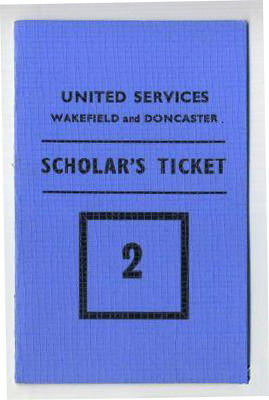 UNITED SERVICES
WAKEFIELD and DONCASTER.
SCHOLAR'S TICKET
2